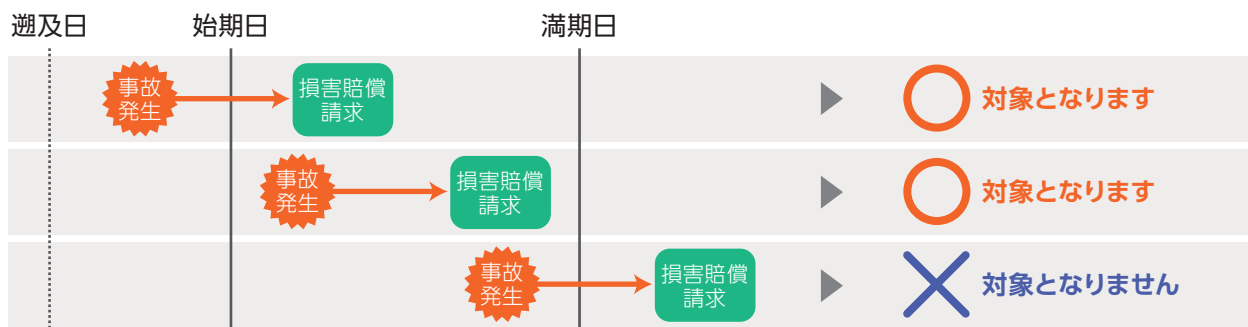 遡及日 始期日 満期日
事故
発生
損害賠償
請求
対象となります
事故
発生
損害賠償
請求
対象となります
事故
発生
損害賠償
請求
対象となりません